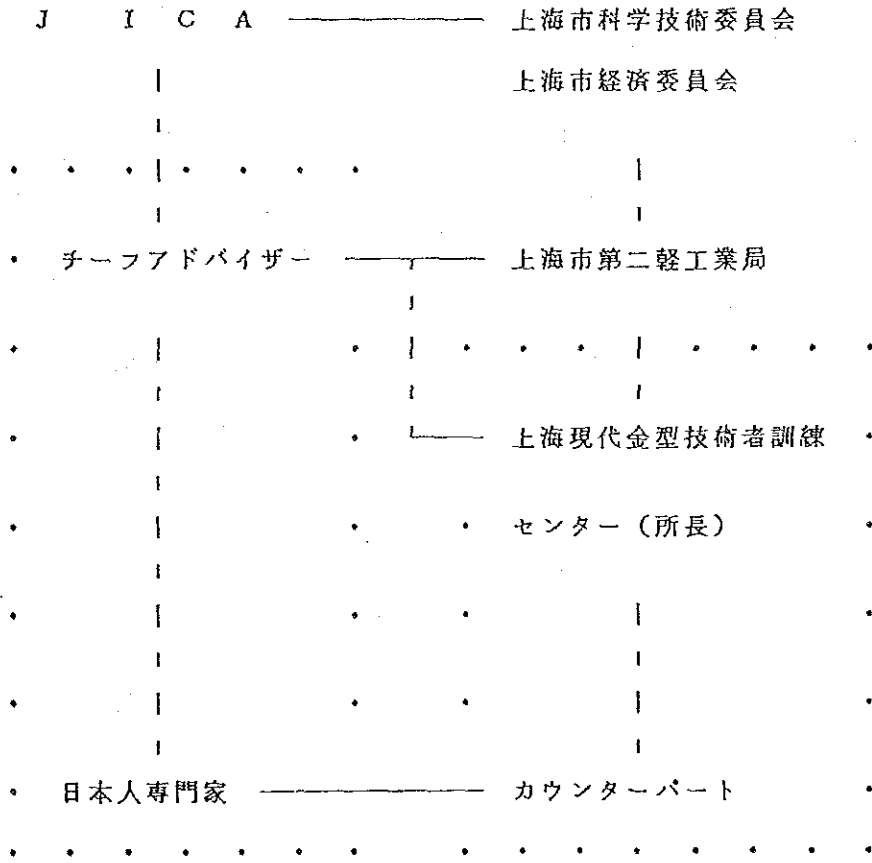 J I C A 上海市科学技術委員会
上海市経済委員会
チーフアドバイザー 上海市第二軽工業局
上海現代金型技術者訓練
センター（所長）
日本人専門家 カウンターパート